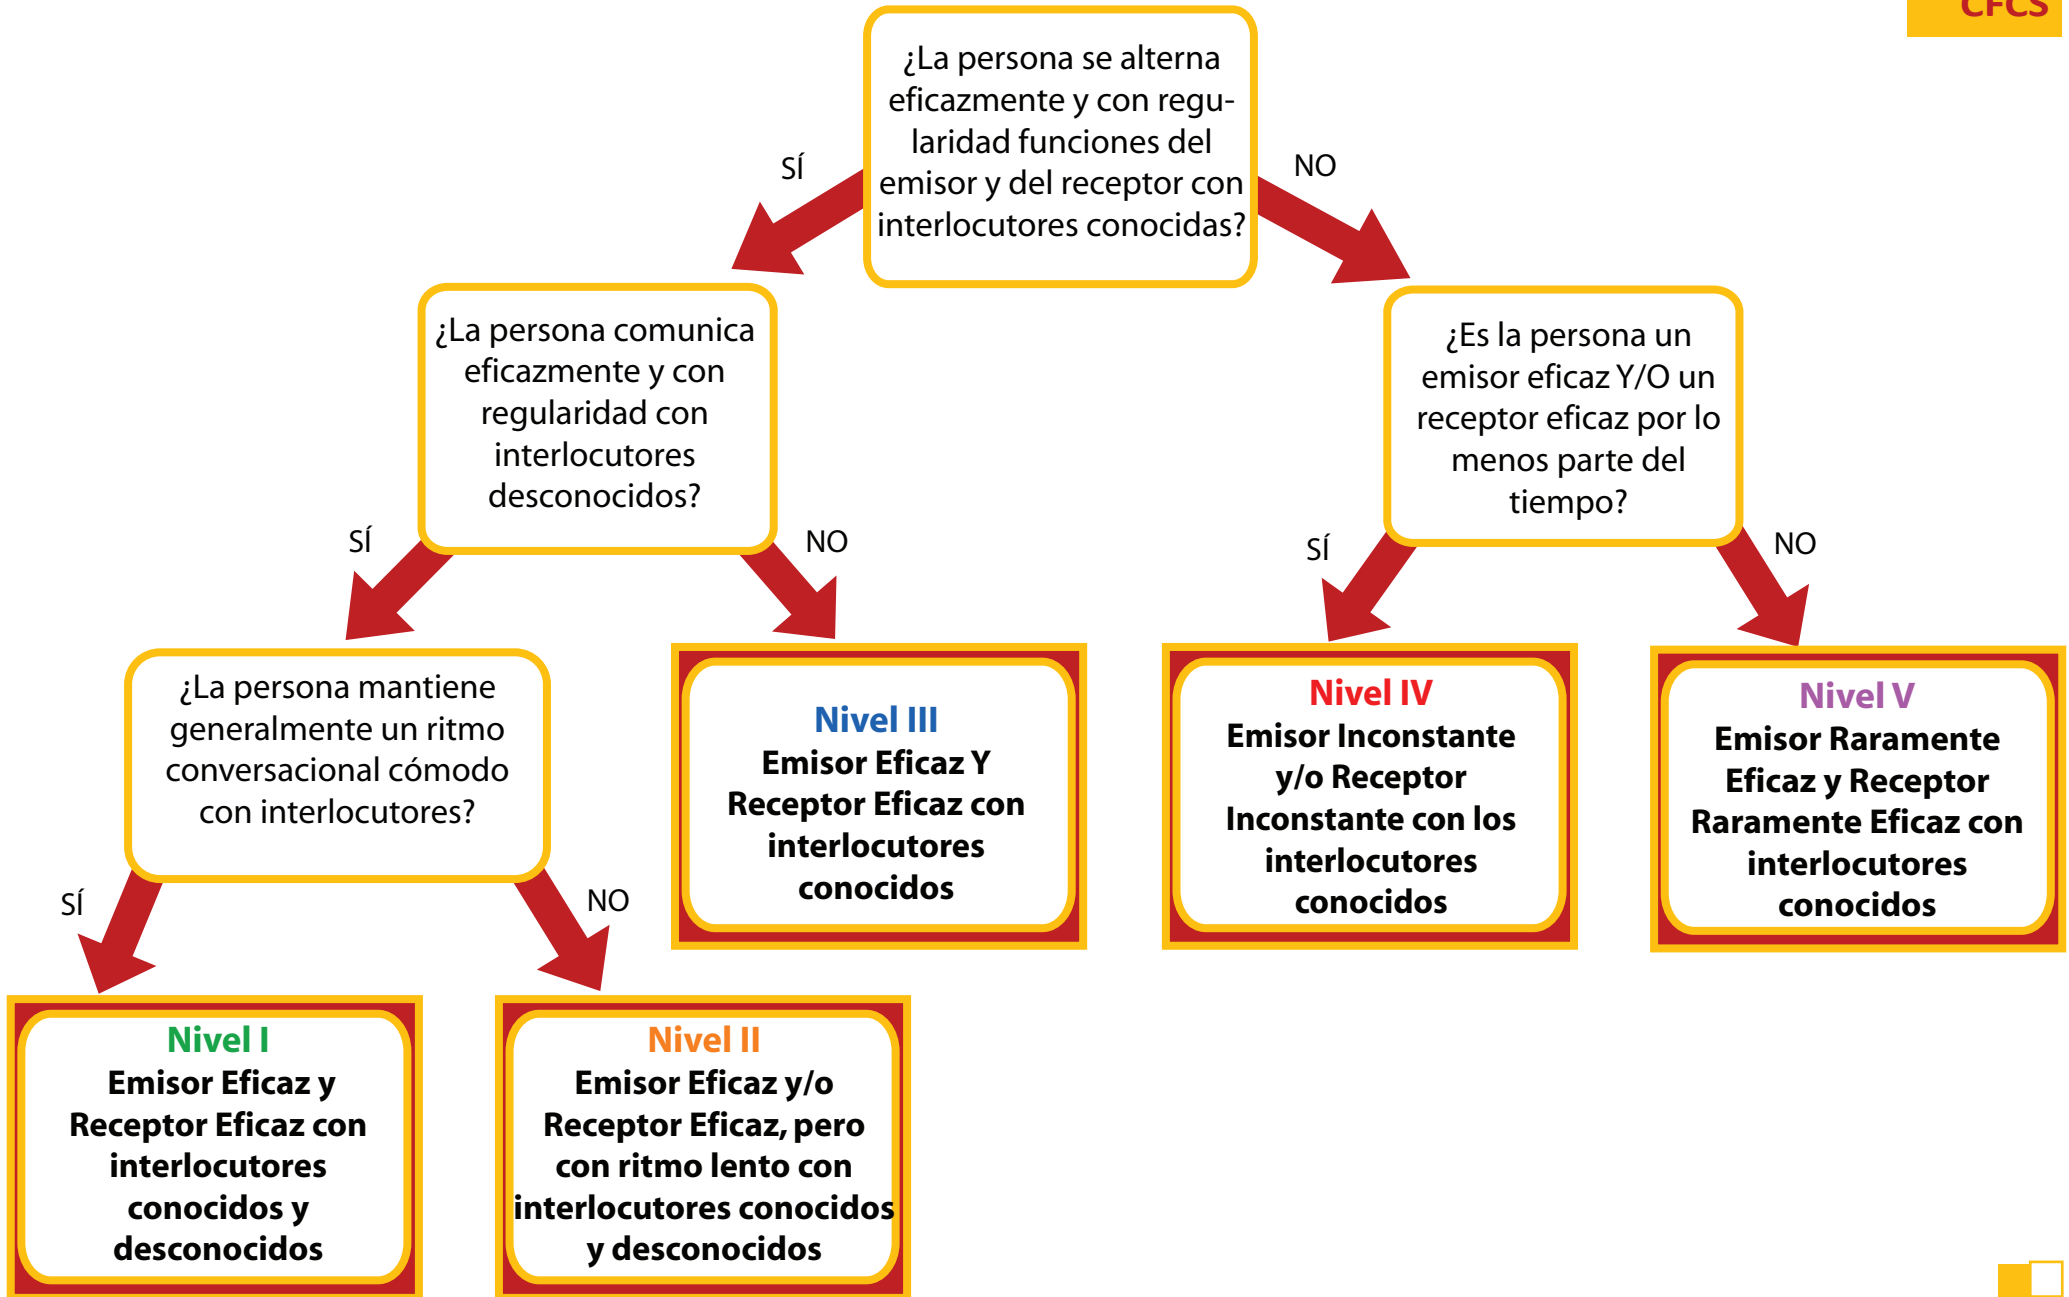 CFCS
¿La persona se alterna
eficazmente y con regu-
laridad funciones del
emisor y del receptor con
interlocutores conocidas?
SÍ
NO
¿La persona comunica
eficazmente y con
regularidad con
interlocutores
desconocidos?
¿Es la persona un
emisor eficaz Y/O un
receptor eficaz por lo
menos parte del
tiempo?
SÍ
NO
SÍ
NO
¿La persona mantiene
generalmente un ritmo
conversacional cómodo
con interlocutores?
Nivel III
Emisor Eficaz Y
Receptor Eficaz con
interlocutores
conocidos
Nivel IV
Emisor Inconstante
y/o Receptor
Inconstante con los
interlocutores
conocidos
Nivel V
Emisor Raramente
Eficaz y Receptor
Raramente Eficaz con
interlocutores
conocidos
SÍ
NO
Nivel I
Emisor Eficaz y
Receptor Eficaz con
interlocutores
conocidos y
desconocidos
Nivel II
Emisor Eficaz y/o
Receptor Eficaz, pero
con ritmo lento con
interlocutores conocidos
y desconocidos